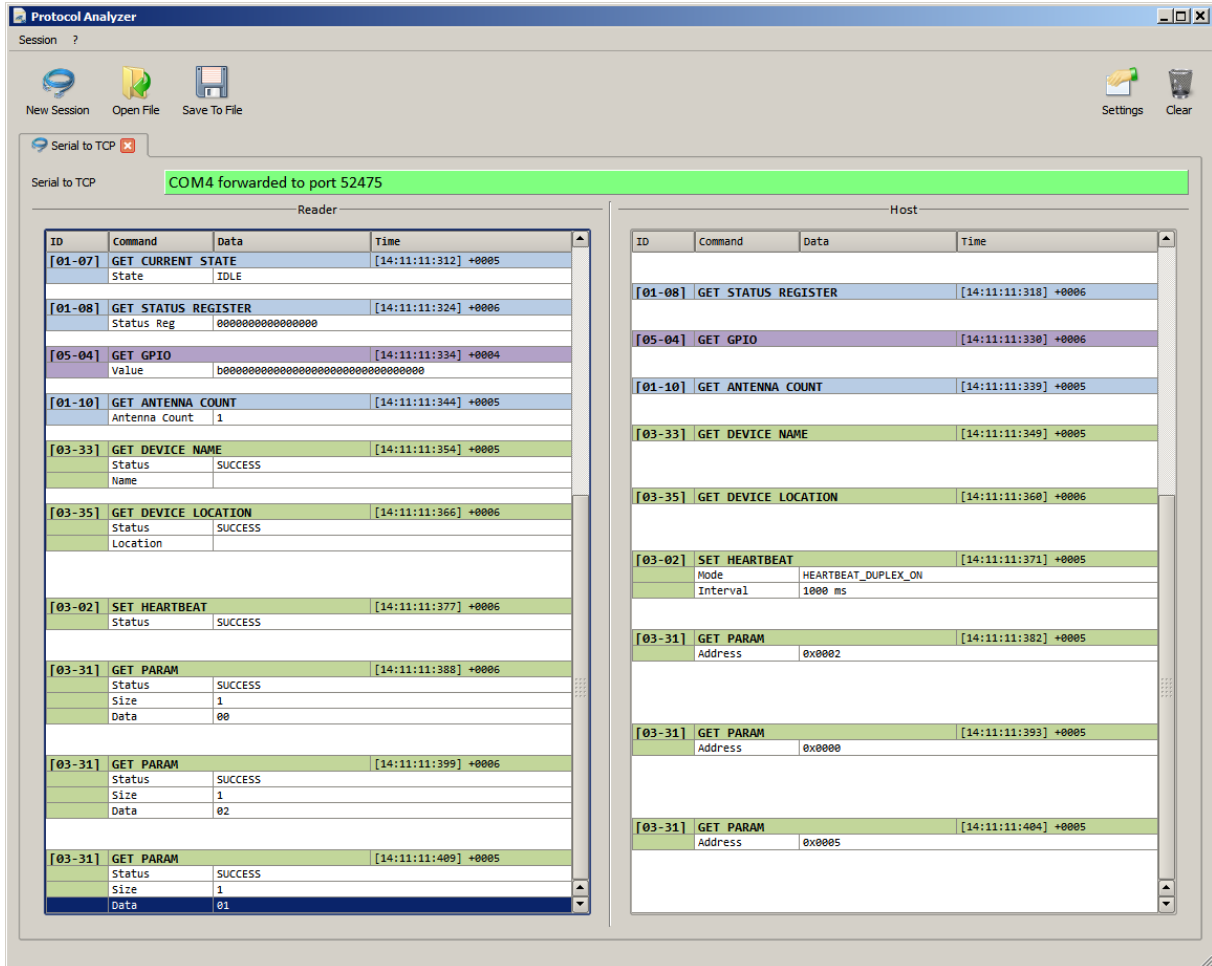 Protocol Analyzer
Session ?
New Session Open File Save To File Settings Clear
Serial to TCP
Serial to TCP COM4 forwarded to port 52475
Reader
ID Command Data Time
[01-07] GET CURRENT STATE [14:11:11:312] +0005
State IDLE
[01-08] GET STATUS REGISTER [14:11:11:324] +0006
Status Reg 0000000000000000
[05-04] GET GPIO [14:11:11:334] +0004
Value b00000000000000000000000000000000
[01-10] GET ANTENNA COUNT [14:11:11:344] +0005
Antenna Count 1
[03-33] GET DEVICE NAME [14:11:11:354] +0005
Status SUCCESS
Name
[03-35] GET DEVICE LOCATION [14:11:11:366] +0006
Status SUCCESS
Location
[03-02] SET HEARTBEAT [14:11:11:377] +0006
Status SUCCESS
[03-31] GET PARAM [14:11:11:388] +0006
Status SUCCESS
Size 1
Data 00
[03-31] GET PARAM [14:11:11:399] +0006
Status SUCCESS
Size 1
Data 02
[03-31] GET PARAM [14:11:11:409] +0005
Status SUCCESS
Size 1
Data 01
Host
ID Command Data Time
[01-08] GET STATUS REGISTER [14:11:11:318] +0006
[05-04] GET GPIO [14:11:11:330] +0006
[01-10] GET ANTENNA COUNT [14:11:11:339] +0005
[03-33] GET DEVICE NAME [14:11:11:349] +0005
[03-35] GET DEVICE LOCATION [14:11:11:360] +0006
[03-02] SET HEARTBEAT [14:11:11:371] +0005
Mode HEARTBEAT_DUPLEX_ON
Interval 1000 ms
[03-31] GET PARAM [14:11:11:382] +0005
Address 0x0002
[03-31] GET PARAM [14:11:11:393] +0005
Address 0x0000
[03-31] GET PARAM [14:11:11:404] +0005
Address 0x0005